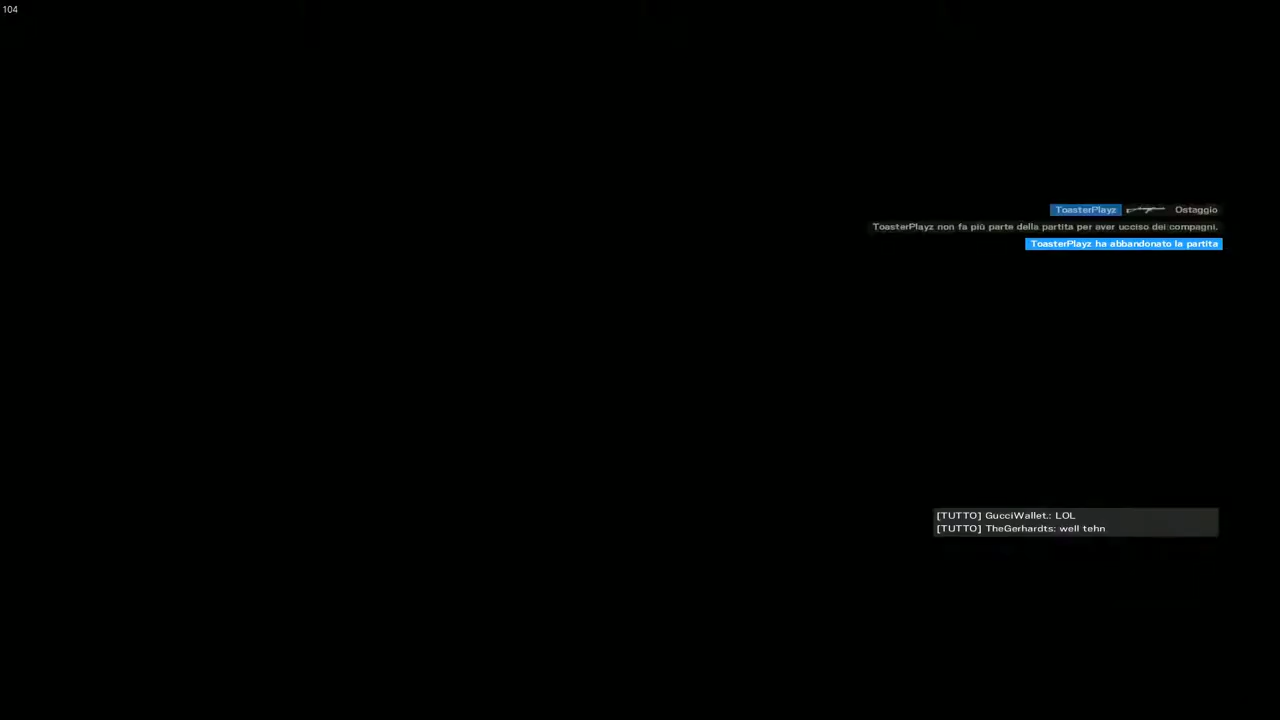 104
ToasterPlayz Ostaggio
ToasterPlayz non fa più parte della partita per aver ucciso dei compagni.
ToasterPlayz ha abbandonato la partita
[TUTTO] GucciWallet.: LOL
[TUTTO] TheGerhardts: well tehn